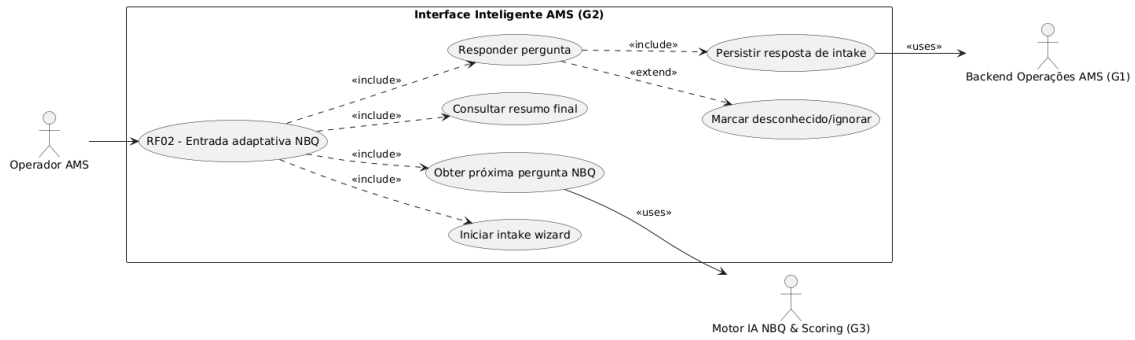 Interface Inteligente AMS (G2)
Responder pergunta
«include»
Persistir resposta de intake
«uses»
Backend Operações AMS (G1)
«extend»
«include»
Consultar resumo final
Marcar desconhecido/ignorar
«include»
Operador AMS
RF02 - Entrada adaptativa NBQ
«include»
Obter próxima pergunta NBQ
«include»
«uses»
Iniciar intake wizard
Motor IA NBQ & Scoring (G3)